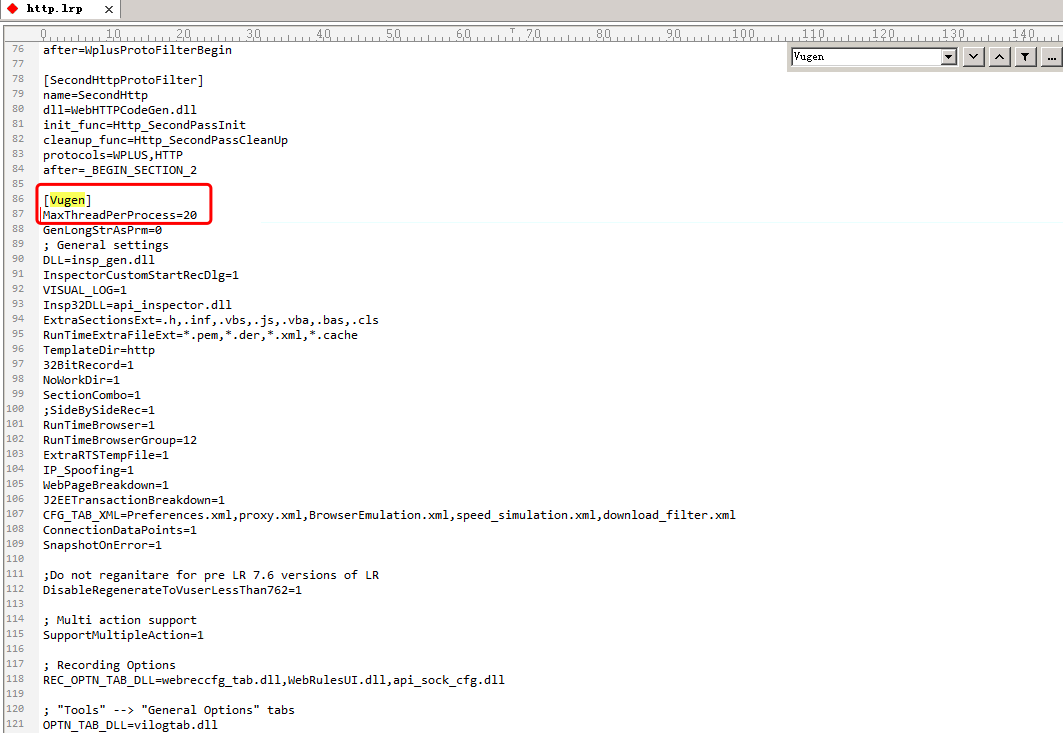 http.lrp
0 10 20 30 40 50 60 70 80 90 100 110 120 130 140
Vugen
...
76 after=WplusProtoFilterBegin
77
78 [SecondHttpProtoFilter]
79 name=SecondHttp
80 dll=WebHTTPCodeGen.dll
81 init_func=Http_SecondPassInit
82 cleanup_func=Http_SecondPassCleanUp
83 protocols=WPLUS,HTTP
84 after=_BEGIN_SECTION_2
85
86 [Vugen]
87 MaxThreadPerProcess=20
88 GenLongStrAsPrm=0
89 ; General settings
90 DLL=insp_gen.dll
91 InspectorCustomStartRecDlg=1
92 VISUAL_LOG=1
93 Insp32DLL=api_inspector.dll
94 ExtraSectionsExt=.h,.inf,.vbs,.js,.vba,.bas,.cls
95 RunTimeExtraFileExt=*.pem,*.der,*.xml,*.cache
96 TemplateDir=http
97 32BitRecord=1
98 NoWorkDir=1
99 SectionCombo=1
100 ;SideBySideRec=1
101 RunTimeBrowser=1
102 RunTimeBrowserGroup=12
103 ExtraRTSTempFile=1
104 IP_Spoofing=1
105 WebPageBreakdown=1
106 J2EETransactionBreakdown=1
107 CFG_TAB_XML=Preferences.xml,proxy.xml,BrowserEmulation.xml,speed_simulation.xml,download_filter.xml
108 ConnectionDataPoints=1
109 SnapshotOnError=1
110
111 ;Do not reganitare for pre LR 7.6 versions of LR
112 DisableRegenerateToVuserLessThan762=1
113
114 ; Multi action support
115 SupportMultipleAction=1
116
117 ; Recording Options
118 REC_OPTN_TAB_DLL=webreccfg_tab.dll,WebRulesUI.dll,api_sock_cfg.dll
119
120 ; "Tools" --> "General Options" tabs
121 OPTN_TAB_DLL=vilogtab.dll